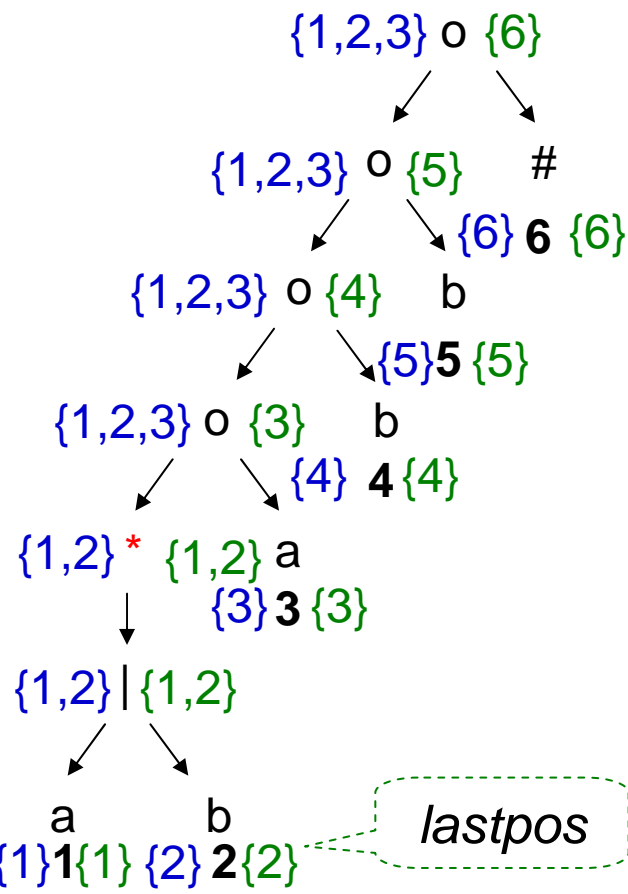 {1,2,3} o {6}
{1,2,3} o {5} #
{6} 6 {6}
{1,2,3} o {4} b
{5} 5 {5}
{1,2,3} o {3} b
{4} 4 {4}
{1,2} * {1,2} a
{3} 3 {3}
{1,2} | {1,2}
a b
{1} 1 {1} {2} 2 {2}
lastpos